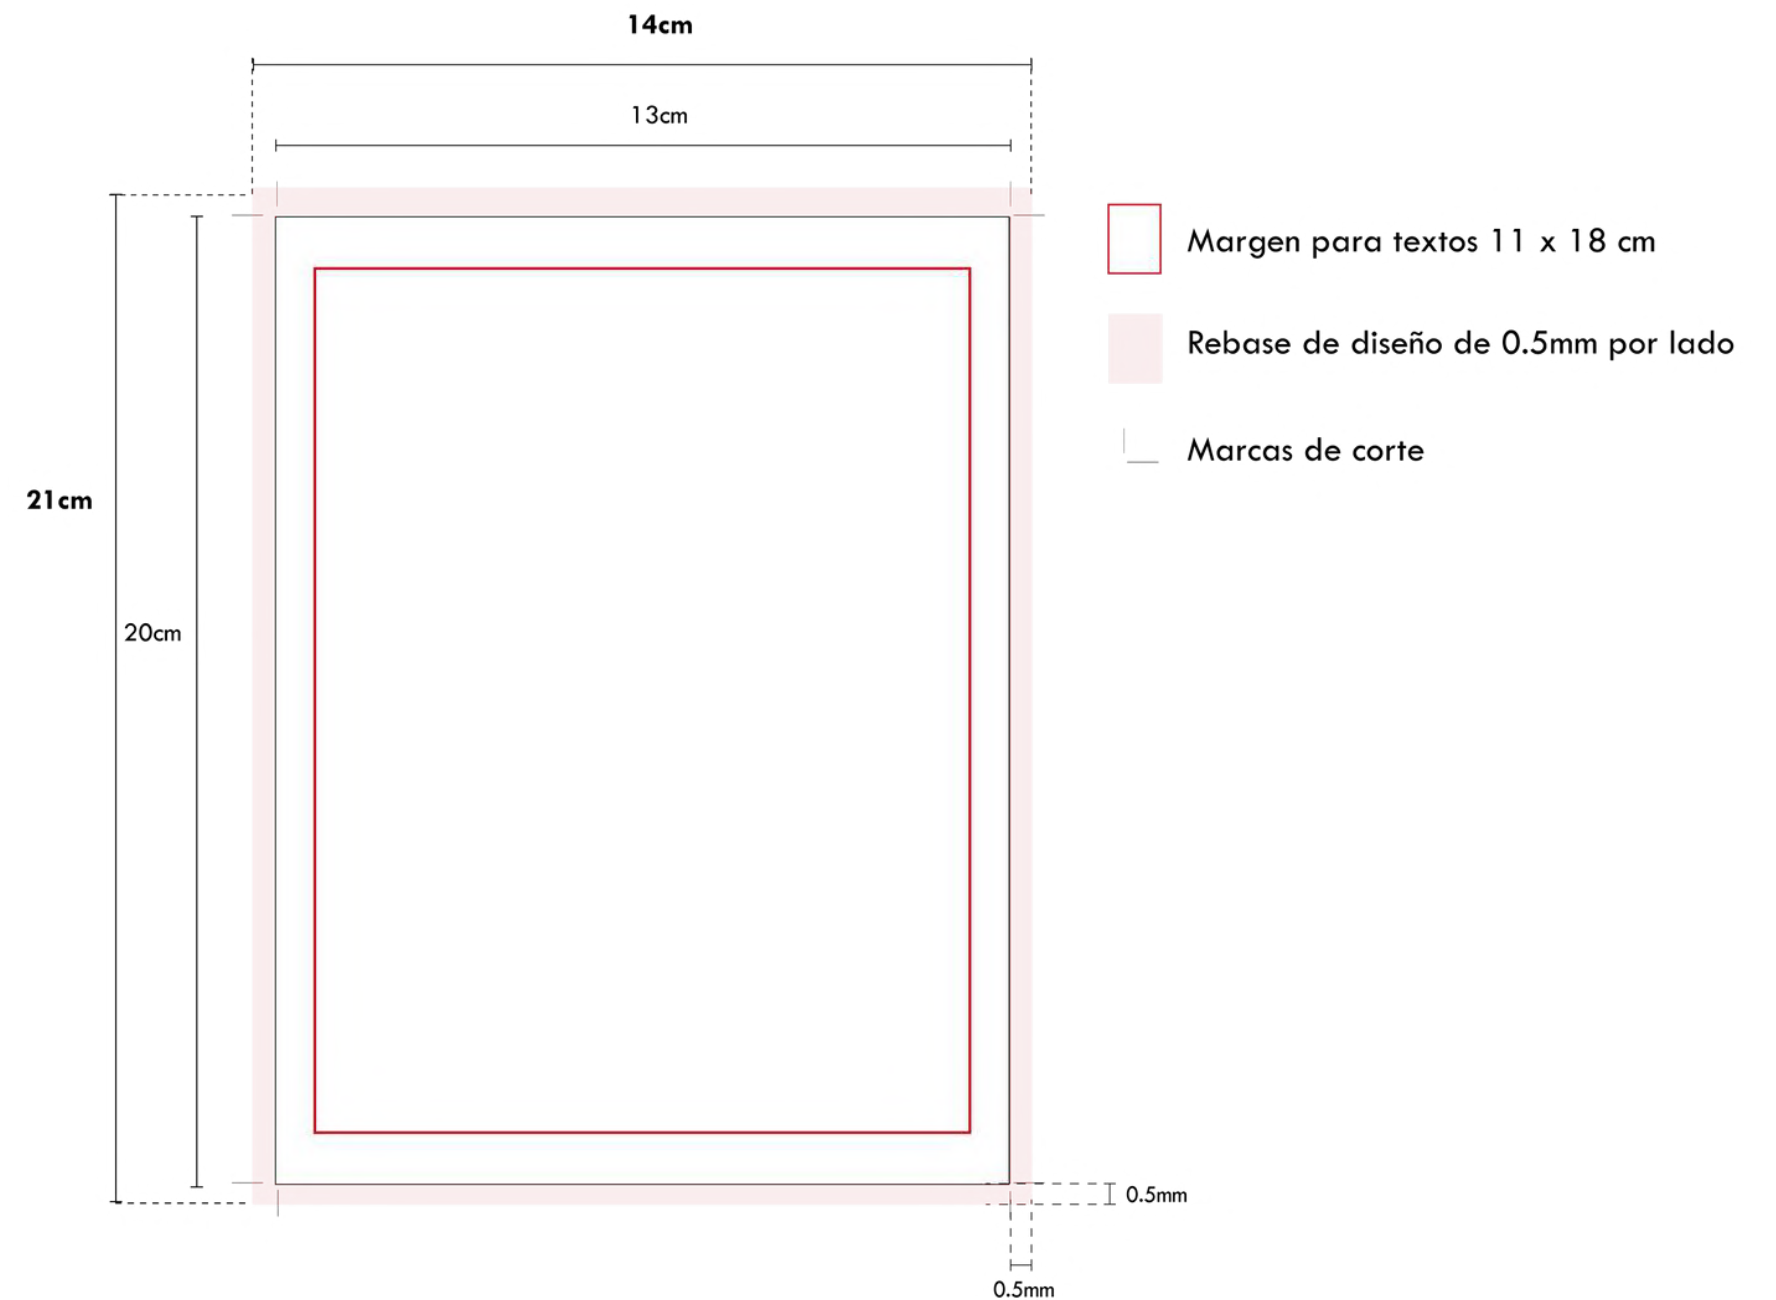 14cm
13cm
Margen para textos 11 x 18 cm
Rebase de diseño de 0.5mm por lado
Marcas de corte
21cm
20cm
0.5mm
0.5mm